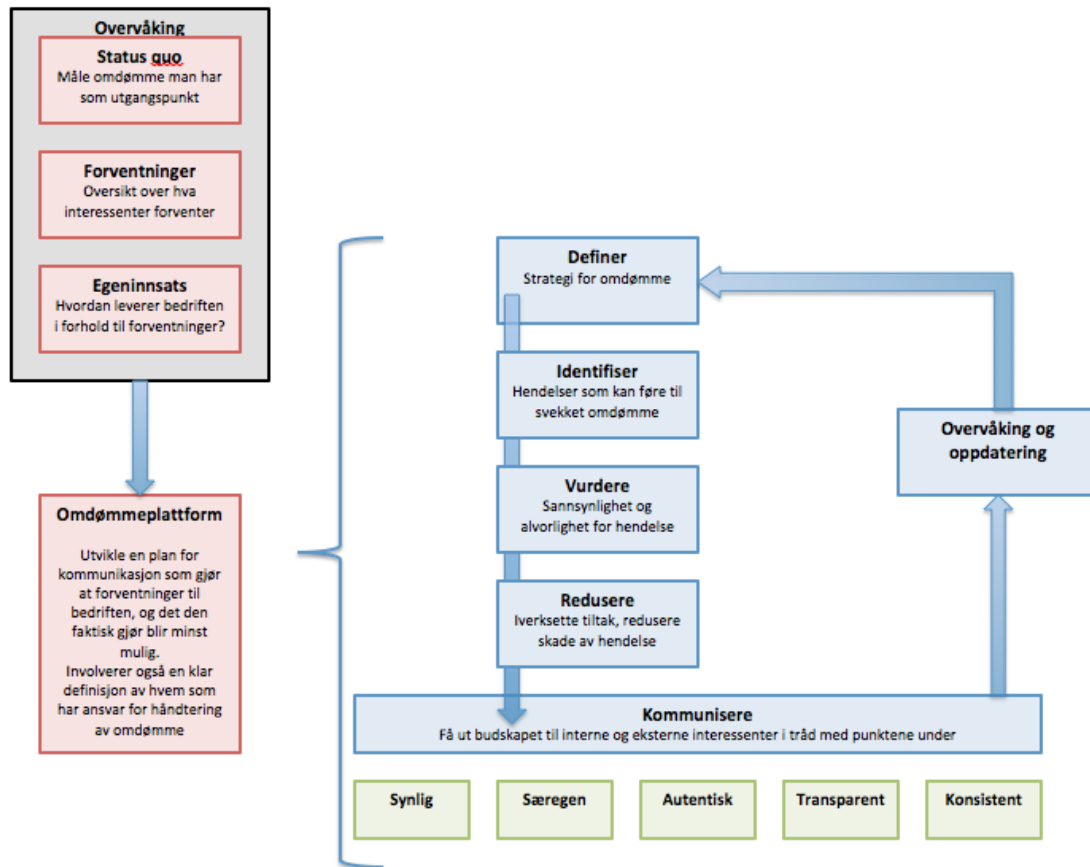 Overvåking
Status quo
Måle omdømme man har
som utgangspunkt
Forventninger
Oversikt over hva
interessenter forventer
Egeninnsats
Hvordan leverer bedriften
i forhold til forventninger?
Omdømmeplattform
Utvikle en plan for
kommunikasjon som gjør
at forventninger til
bedriften, og det den
faktisk gjør blir minst
mulig.
Involverer også en klar
definisjon av hvem som
har ansvar for håndtering
av omdømme
Definer
Strategi for omdømme
Identifiser
Hendelser som kan føre til
svekket omdømme
Vurdere
Sannsynlighet og
alvorlighet for hendelse
Redusere
Iverksette tiltak, redusere
skade av hendelse
Overvåking og
oppdatering
Kommunisere
Få ut budskapet til interne og eksterne interessenter i tråd med punktene under
Synlig
Særegen
Autentisk
Transparent
Konsistent